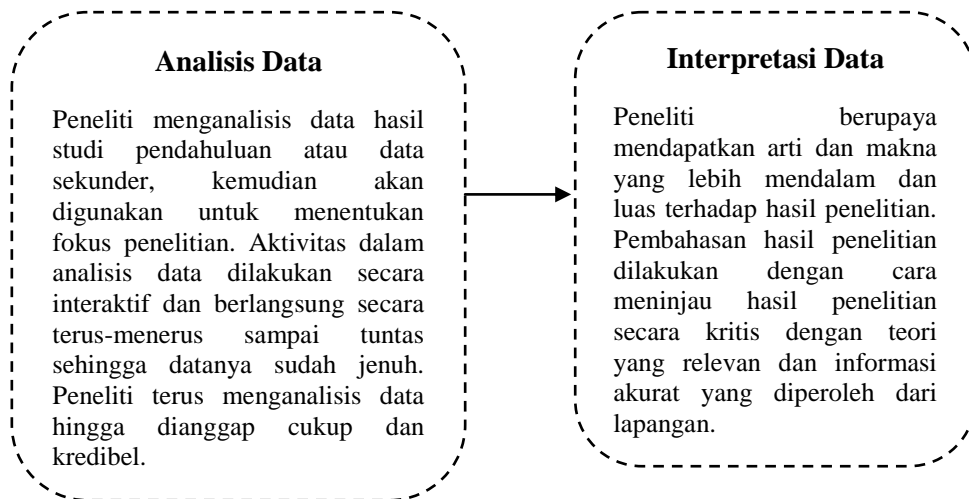 Analisis Data
Peneliti menganalisis data hasil
studi pendahuluan atau data
sekunder, kemudian akan
digunakan untuk menentukan
fokus penelitian. Aktivitas dalam
analisis data dilakukan secara
interaktif dan berlangsung secara
terus-menerus sampai tuntas
sehingga datanya sudah jenuh.
Peneliti terus menganalisis data
hingga dianggap cukup dan
kredibel.
Interpretasi Data
Peneliti berupaya
mendapatkan arti dan makna
yang lebih mendalam dan
luas terhadap hasil penelitian.
Pembahasan hasil penelitian
dilakukan dengan cara
meninjau hasil penelitian
secara kritis dengan teori
yang relevan dan informasi
akurat yang diperoleh dari
lapangan.